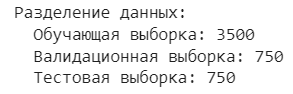 Разделение данных:
Обучающая выборка: 3500
Валидационная выборка: 750
Тестовая выборка: 750